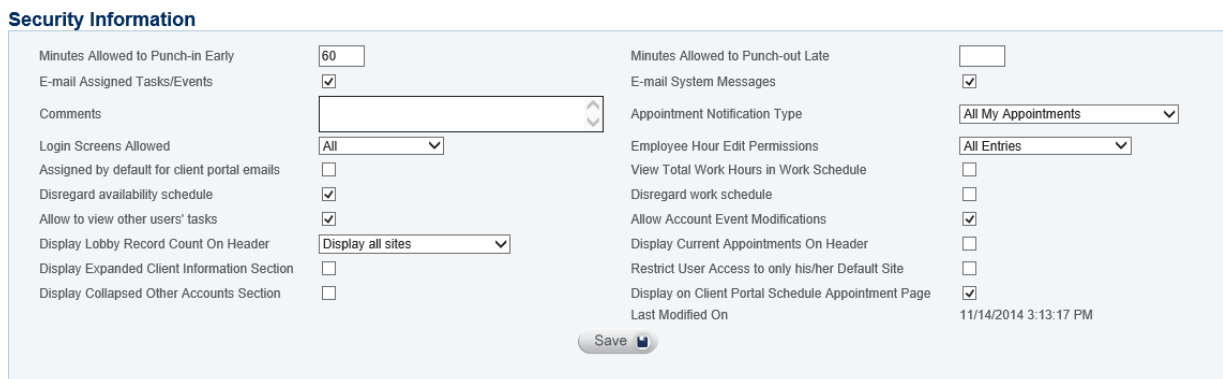 Security Information
Minutes Allowed to Punch-in Early 60 Minutes Allowed to Punch-out Late
E-mail Assigned Tasks/Events E-mail System Messages
Comments Appointment Notification Type All My Appointments
Login Screens Allowed All Employee Hour Edit Permissions All Entries
Assigned by default for client portal emails View Total Work Hours in Work Schedule
Disregard availability schedule Disregard work schedule
Allow to view other users' tasks Allow Account Event Modifications
Display Lobby Record Count On Header Display all sites Display Current Appointments On Header
Display Expanded Client Information Section Restrict User Access to only his/her Default Site
Display Collapsed Other Accounts Section Display on Client Portal Schedule Appointment Page
Last Modified On 11/14/2014 3:13:17 PM
Save